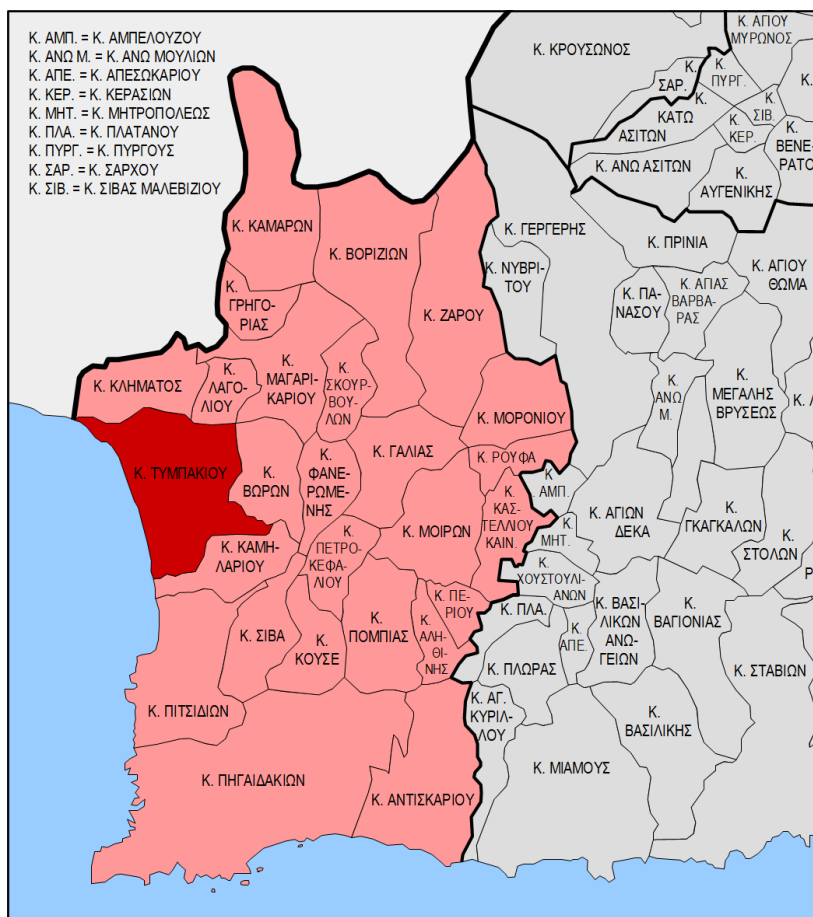 Κ. ΑΜΠ. = Κ. ΑΜΠΕΛΟΥΖΟΥ
Κ. ΑΝΩ Μ. = Κ. ΑΝΩ ΜΟΥΛΙΩΝ
Κ. ΑΠΕ. = Κ. ΑΠΕΣΩΚΑΡΙΟΥ
Κ. ΚΕΡ. = Κ. ΚΕΡΑΣΙΩΝ
Κ. ΜΗΤ. = Κ. ΜΗΤΡΟΠΟΛΕΩΣ
Κ. ΠΛΑ. = Κ. ΠΛΑΤΑΝΟΥ
Κ. ΠΥΡΓ. = Κ. ΠΥΡΓΟΥΣ
Κ. ΣΑΡ. = Κ. ΣΑΡΧΟΥ
Κ. ΣΙΒ. = Κ. ΣΙΒΑΣ ΜΑΛΕΒΙΖΙΟΥ
Κ. ΚΡΟΥΣΩΝΟΣ
Κ. ΑΓΙΟΥ
ΜΥΡΩΝΟΣ
Κ.
ΣΑΡ.
Κ.
ΠΥΡΓ.
Κ.
Κ.
ΚΑΤΩ
ΑΣΙΤΩΝ
Κ.
ΣΙΒ.
Κ.
ΚΕΡ.
Κ.
ΒΕΝΕ-
ΡΑΤΟ
Κ. ΑΝΩ ΑΣΙΤΩΝ
Κ.
ΑΥΓΕΝΙΚΗΣ
Κ. ΚΑΜΑΡΩΝ
Κ. ΒΟΡΙΖΙΩΝ
Κ. ΓΕΡΓΕΡΗΣ
Κ. ΠΡΙΝΙΑ
Κ. ΝΥΒΡΙ-
ΤΟΥ
Κ. ΑΓΙΟΥ
ΘΩΜΑ
Κ.
ΓΡΗΓΟ-
ΡΙΑΣ
Κ. ΖΑΡΟΥ
Κ. ΠΑ-
ΝΑΣΟΥ
Κ. ΑΓΙΑΣ
ΒΑΡΒΑ-
ΡΑΣ
Κ. ΚΛΗΜΑΤΟΣ
Κ.
ΛΑΓΟ-
ΛΙΟΥ
Κ.
ΜΑΓΑΡΙ-
ΚΑΡΙΟΥ
Κ.
ΣΚΟΥΡ-
ΒΟΥ-
ΛΩΝ
Κ. ΜΟΡΟΝΙΟΥ
Κ.
ΑΝΩ
Μ.
Κ.
ΜΕΓΑΛΗΣ
ΒΡΥΣΕΩΣ
Κ. Λ
Κ. ΤΥΜΠΑΚΙΟΥ
Κ.
ΒΩΡΩΝ
Κ.
ΦΑΝΕ-
ΡΩΜΕ-
ΝΗΣ
Κ. ΓΑΛΙΑΣ
Κ. ΡΟΥΦΑ
Κ.
ΑΜΠ.
Κ.
ΚΑΣ-
ΤΕΛΛΙΟΥ
ΚΑΙΝ.
Κ. ΑΓΙΩΝ
ΔΕΚΑ
Κ.
ΓΚΑΓΚΑΛΩΝ
Κ. ΚΑΜΗ-
ΛΑΡΙΟΥ
Κ.
ΠΕΤΡΟ-
ΚΕΦΑ-
ΛΙΟΥ
Κ. ΜΟΙΡΩΝ
Κ.
ΜΗΤ.
Κ.
ΣΤΟΛΩΝ
Κ.
ΧΟΥΣΤΟΥΛΙ-
ΑΝΩΝ
Ρ
Κ. ΣΙΒΑ
Κ.
ΚΟΥΣΕ
Κ.
ΠΟΜΠΙΑΣ
Κ. ΠΕ-
ΡΙΟΥ
Κ.
ΑΛΗ-
ΘΙ-
ΝΗΣ
Κ. ΠΛΑ.
Κ.
ΑΠΕ.
Κ. ΒΑΣΙ-
ΛΙΚΩΝ
ΑΝΩ-
ΓΕΙΩΝ
Κ.
ΒΑΓΙΟΝΙΑΣ
Κ. ΠΛΩΡΑΣ
Κ. ΣΤΑΒΙΩΝ
Κ. ΠΙΤΣΙΔΙΩΝ
Κ. ΑΓ.
ΚΥΡΙΛ-
ΛΟΥ
Κ.
ΒΑΣΙΛΙΚΗΣ
Κ. ΠΗΓΑΙΔΑΚΙΩΝ
Κ. ΑΝΤΙΣΚΑΡΙΟΥ
Κ. ΜΙΑΜΟΥΣ